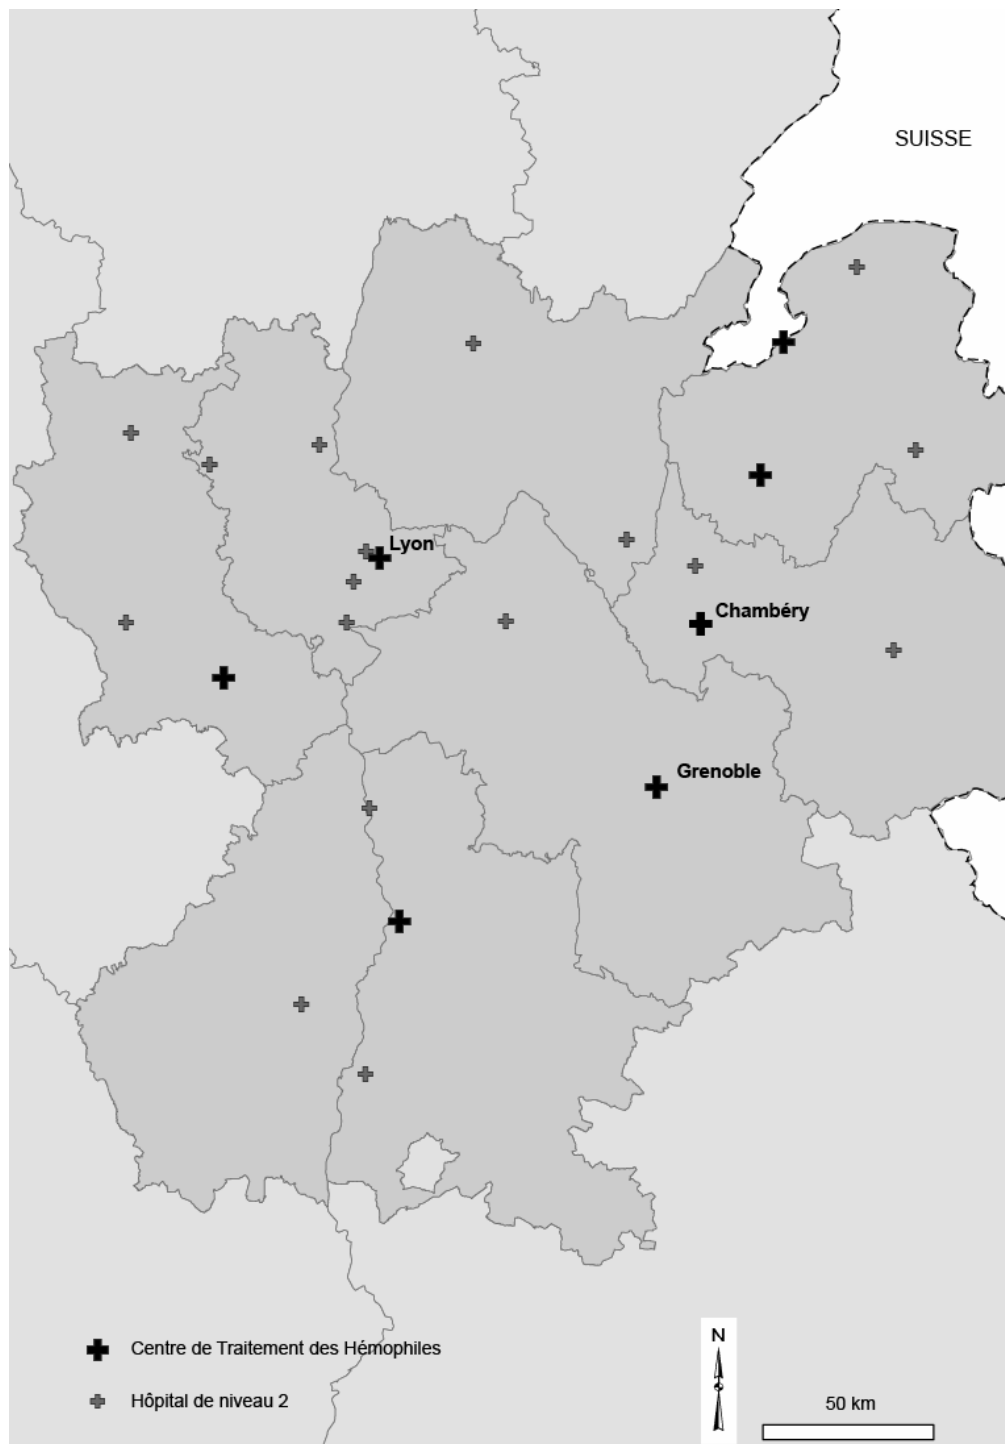 SUISSE
Lyon
Chambéry
Grenoble
Centre de Traitement des Hémophiles
Hôpital de niveau 2
N
50 km